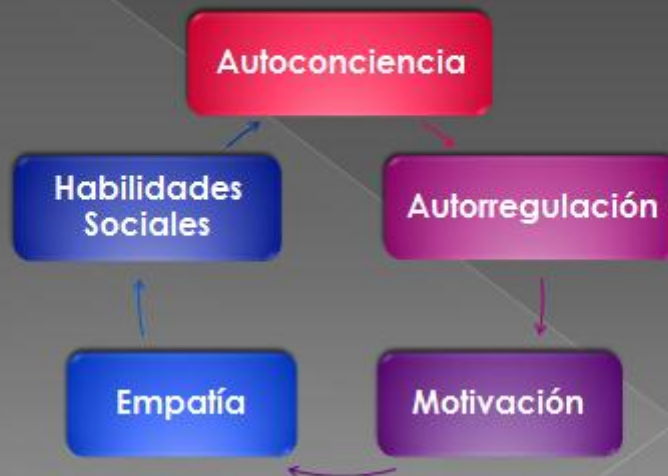 Autoconciencia
Autorregulación
Motivación
Empatía
Habilidades
Sociales